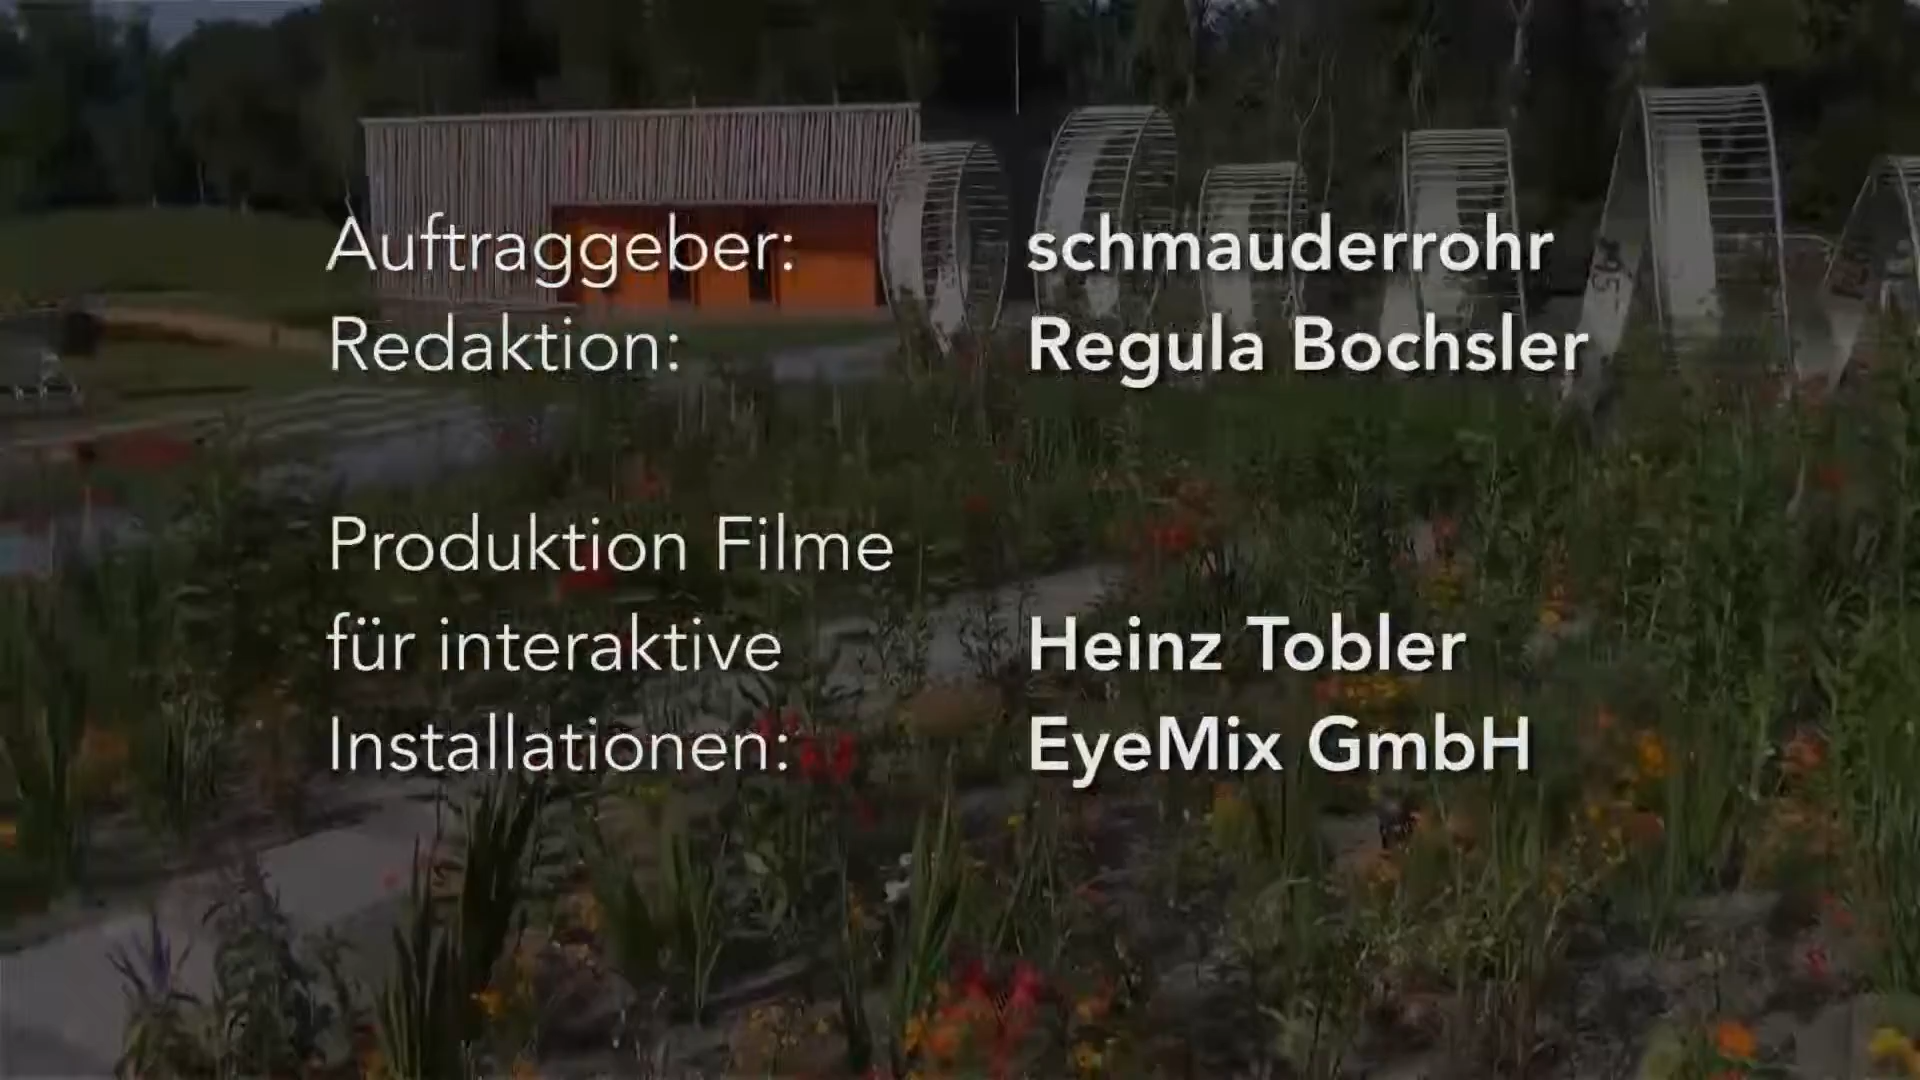 Auftraggeber: schmauderrohr
Redaktion: Regula Bochsler
Produktion Filme
für interaktive Heinz Tobler
Installationen: EyeMix GmbH